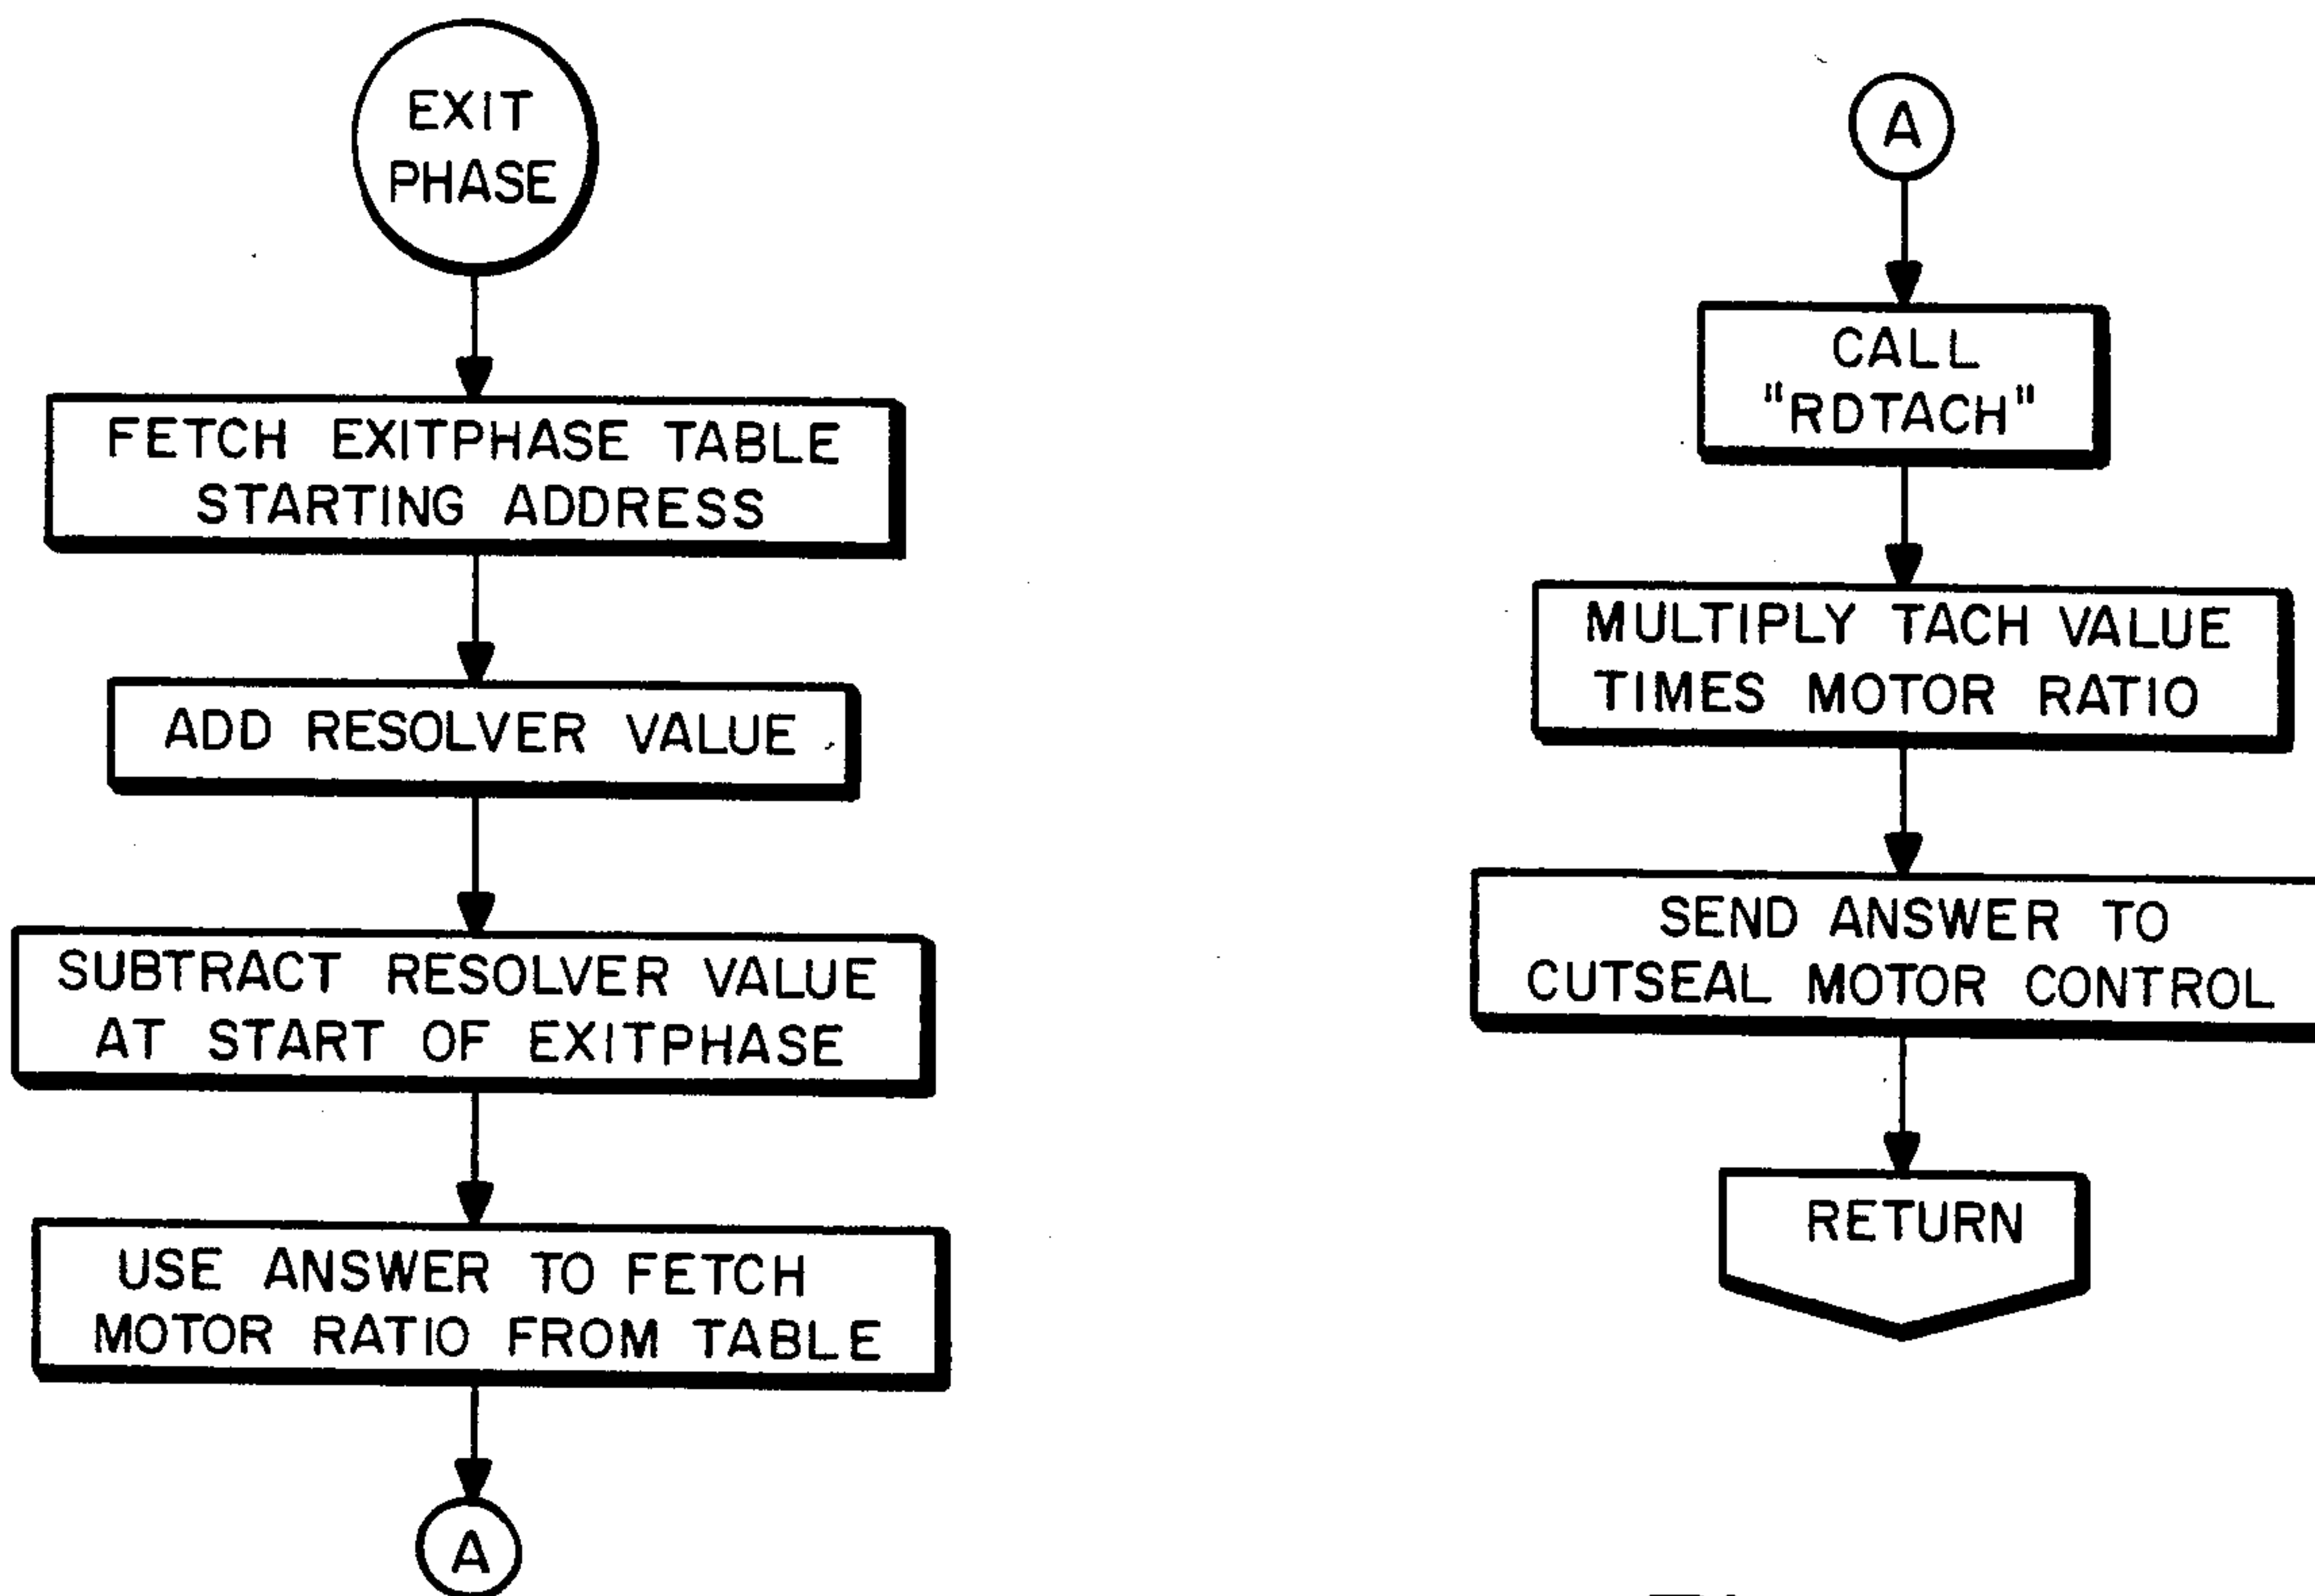 EXIT
PHASE
FETCH EXITPHASE TABLE
STARTING ADDRESS
ADD RESOLVER VALUE
SUBTRACT RESOLVER VALUE
AT START OF EXITPHASE
USE ANSWER TO FETCH
MOTOR RATIO FROM TABLE
A
A
CALL
"RDTACH"
MULTIPLY TACH VALUE
TIMES MOTOR RATIO
SEND ANSWER TO
CUTSEAL MOTOR CONTROL
RETURN